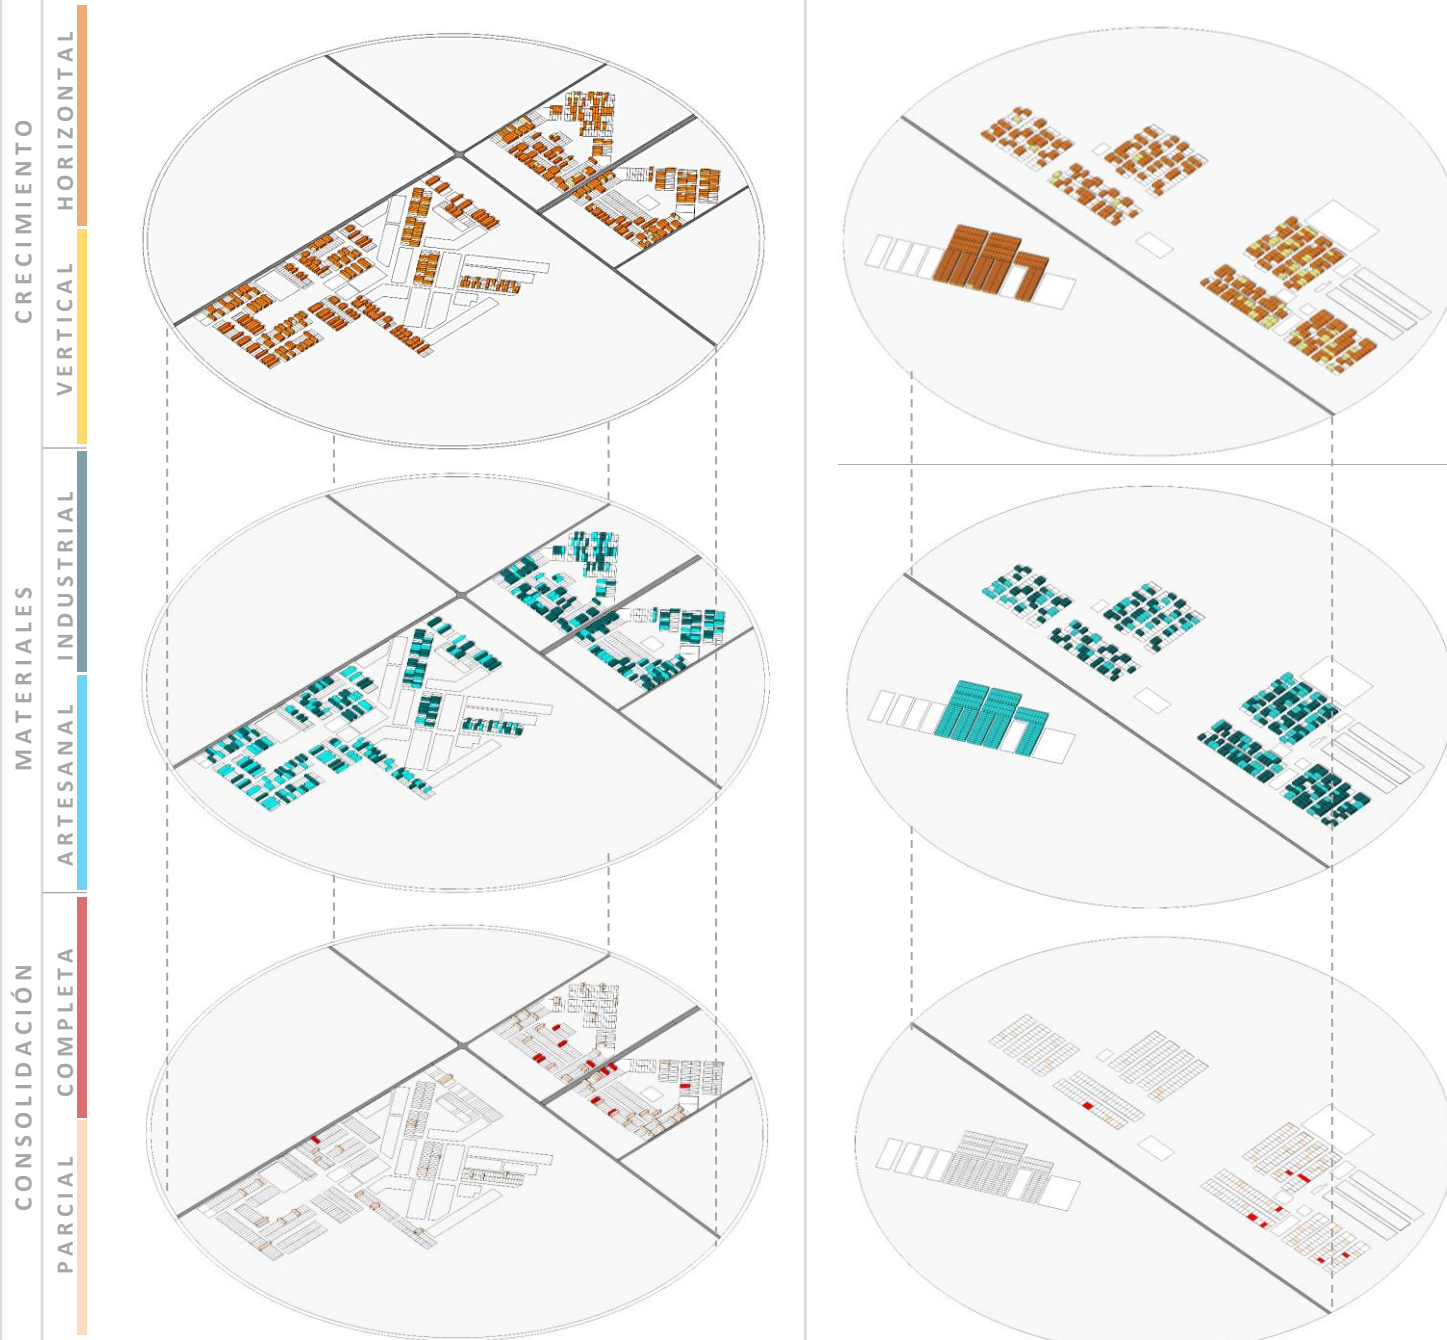 CRECIMIENTO
HORIZONTAL
VERTICAL
MATERIALES
INDUSTRIAL
ARTESANAL
CONSOLIDACIÓN
COMPLETA
PARCIAL